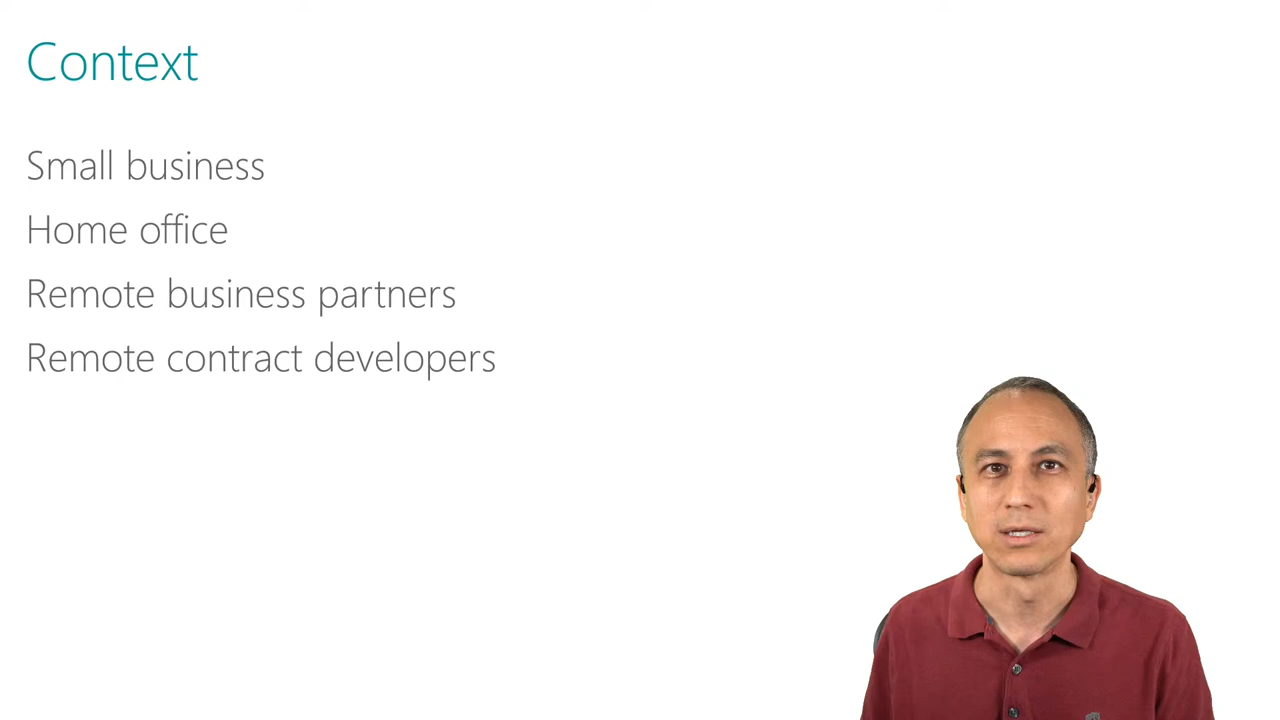 Context
Small business
Home office
Remote business partners
Remote contract developers